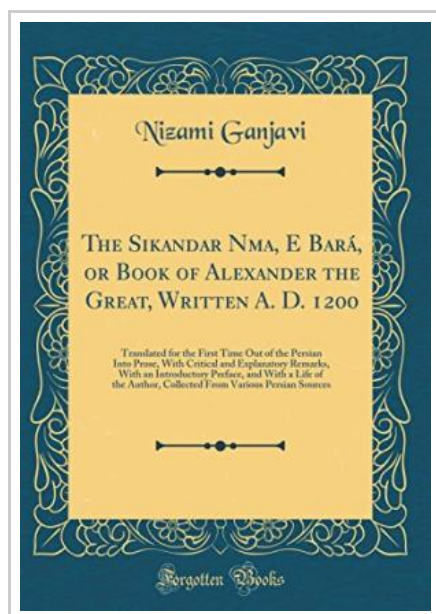 Nizami Ganjavi
THE SIKANDAR NMA, E BARÁ,
OR BOOK OF ALEXANDER THE
GREAT, WRITTEN A. D. 1200
Translated for the First Time Out of the Persian
Into Prose, With Critical and Explanatory Remarks,
With an Introductory Preface, and With a Life of
the Author, Collected From Various Persian Sources
Forgotten Books